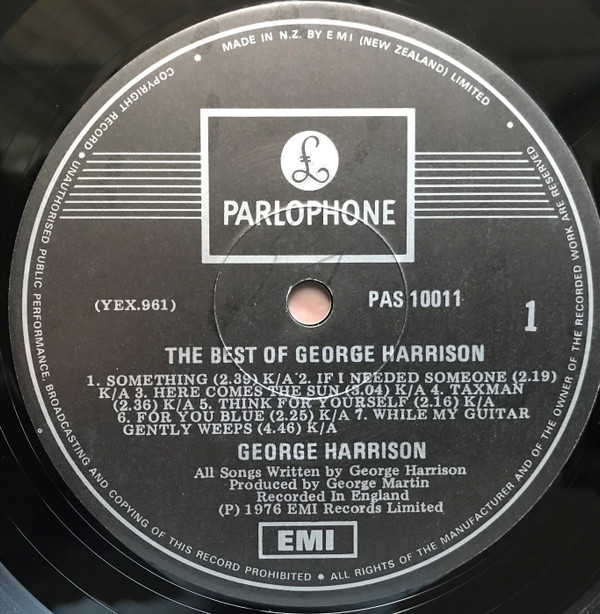 MADE IN N.Z. BY EMI (NEW ZEALAND) LIMITED
£
PARLOPHONE
(YEX.961)
PAS 10011
1
THE BEST OF GEORGE HARRISON
1. SOMETHING (2.39) K/A 2. IF I NEEDED SOMEONE (2.19)
K/A 3. HERE COMES THE SUN (3.04) K/A 4. TAXMAN
(2.36) K/A 5. THINK FOR YOURSELF (2.16) K/A
6. FOR YOU BLUE (2.25) K/A 7. WHILE MY GUITAR
GENTLY WEEPS (4.46) K/A
GEORGE HARRISON
All Songs Written by George Harrison
Produced by George Martin
Recorded In England
(P) 1976 EMI Records Limited
EMI
COPYRIGHT RECORD • UNAUTHORISED PUBLIC PERFORMANCE, BROADCASTING AND COPYING OF THIS RECORD PROHIBITED • ALL RIGHTS OF THE MANUFACTURER AND OF THE OWNER OF THE RECORDED WORK ARE RESERVED